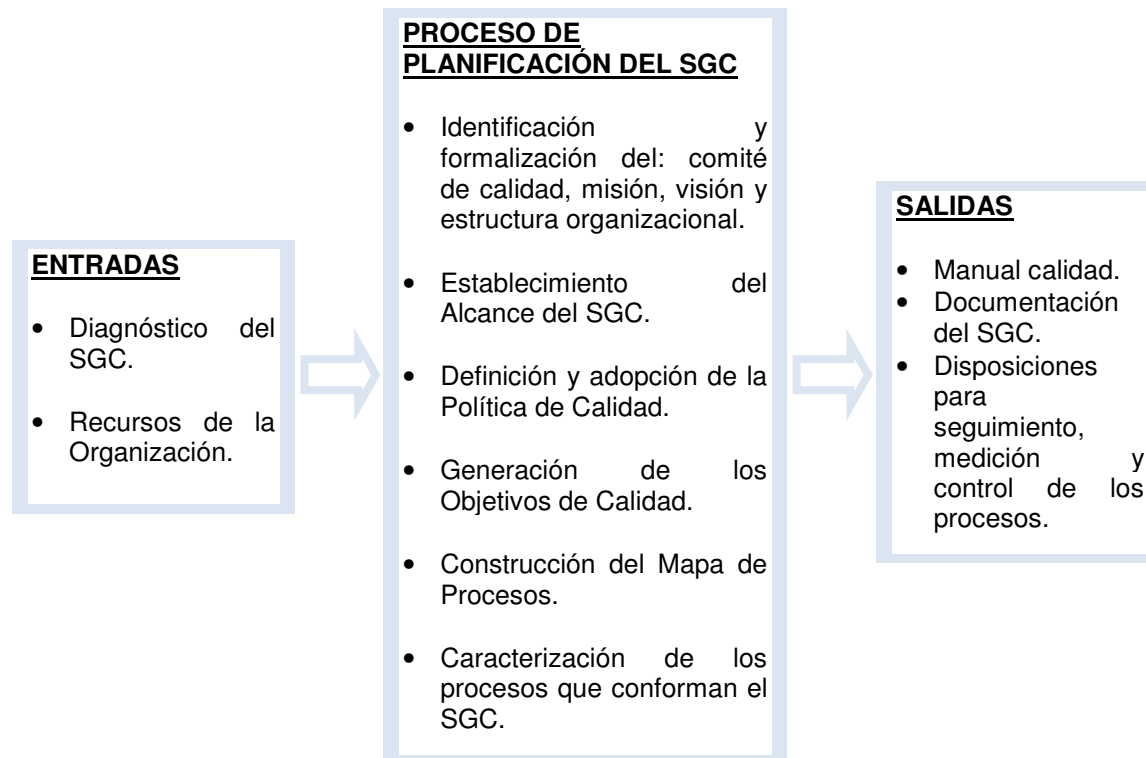 ENTRADAS
• Diagnóstico del
SGC.
• Recursos de la
Organización.
PROCESO DE
PLANIFICACIÓN DEL SGC
• Identificación y
formalización del: comité
de calidad, misión, visión y
estructura organizacional.
• Establecimiento del
Alcance del SGC.
• Definición y adopción de la
Política de Calidad.
• Generación de los
Objetivos de Calidad.
• Construcción del Mapa de
Procesos.
• Caracterización de los
procesos que conforman el
SGC.
SALIDAS
• Manual calidad.
• Documentación
del SGC.
• Disposiciones
para
seguimiento,
medición y
control de los
procesos.